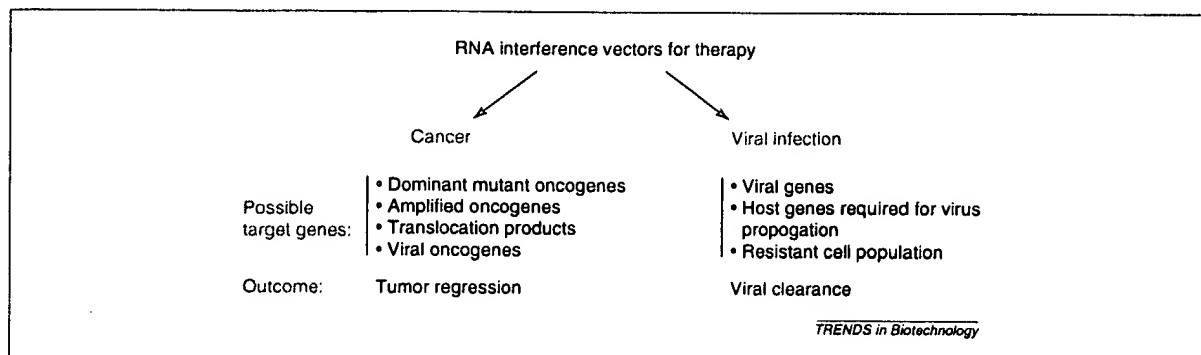 RNA interference vectors for therapy
Cancer
Viral infection
Possible
target genes:
• Dominant mutant oncogenes
• Amplified oncogenes
• Translocation products
• Viral oncogenes
• Viral genes
• Host genes required for virus
propogation
• Resistant cell population
Outcome:
Tumor regression
Viral clearance
TRENDS in Biotechnology